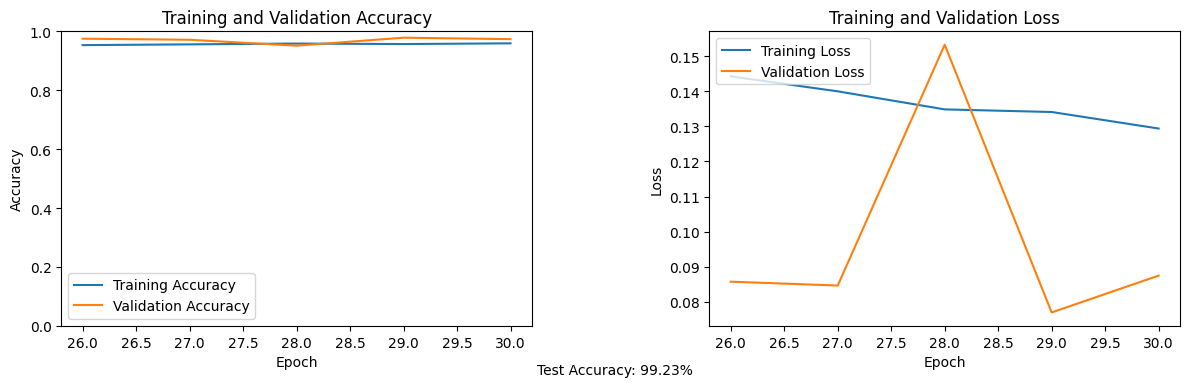 Training and Validation Accuracy
1.0
0.8
0.6
0.4
0.2
0.0
Accuracy
Training Accuracy
Validation Accuracy
26.0 26.5 27.0 27.5 28.0 28.5 29.0 29.5 30.0
Epoch
Training and Validation Loss
0.15
0.14
0.13
0.12
0.11
0.10
0.09
0.08
Loss
Training Loss
Validation Loss
26.0 26.5 27.0 27.5 28.0 28.5 29.0 29.5 30.0
Epoch
Test Accuracy: 99.23%